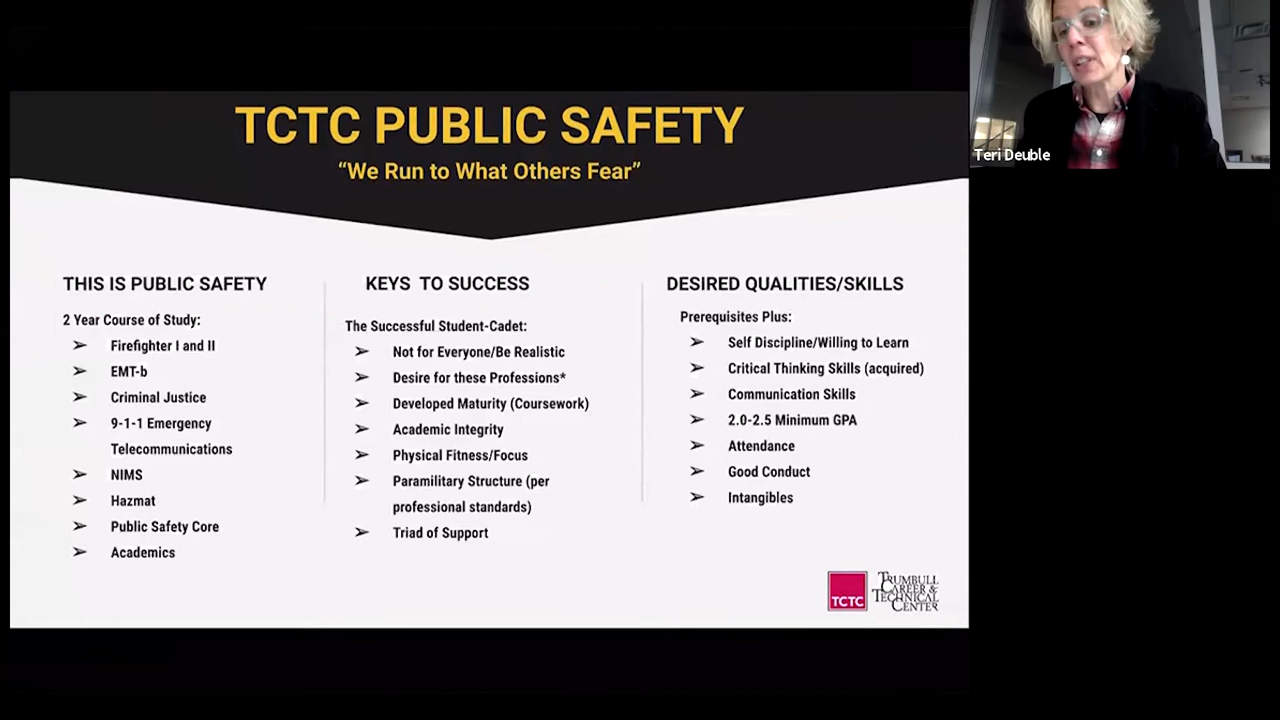 TCTC PUBLIC SAFETY
“We Run to What Others Fear”
Teri Deuble
THIS IS PUBLIC SAFETY
2 Year Course of Study:
➢ Firefighter I and II
➢ EMT-b
➢ Criminal Justice
➢ 9-1-1 Emergency
Telecommunications
➢ NIMS
➢ Hazmat
➢ Public Safety Core
➢ Academics
KEYS TO SUCCESS
The Successful Student-Cadet:
➢ Not for Everyone/Be Realistic
➢ Desire for these Professions*
➢ Developed Maturity (Coursework)
➢ Academic Integrity
➢ Physical Fitness/Focus
➢ Paramilitary Structure (per
professional standards)
➢ Triad of Support
DESIRED QUALITIES/SKILLS
Prerequisites Plus:
➢ Self Discipline/Willing to Learn
➢ Critical Thinking Skills (acquired)
➢ Communication Skills
➢ 2.0-2.5 Minimum GPA
➢ Attendance
➢ Good Conduct
➢ Intangibles
TCTC
TRUMBULL
CAREER &
TECHNICAL
CENTER